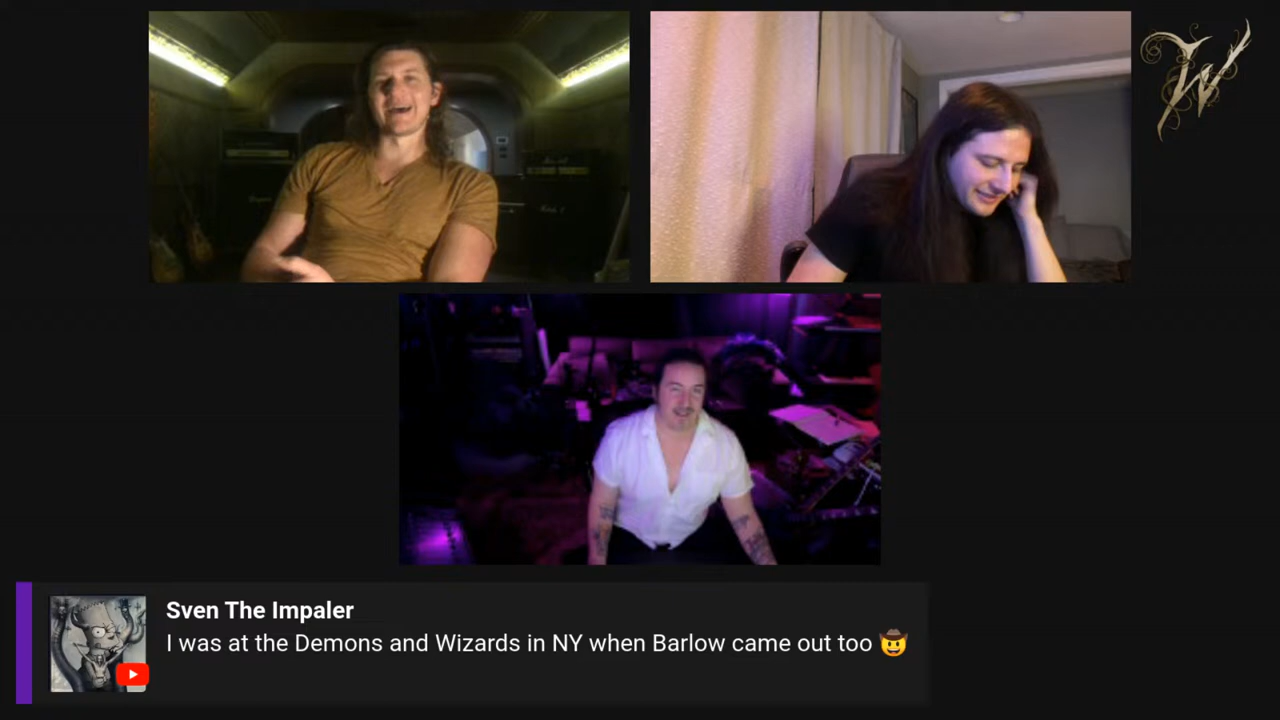 W
Sven The Impaler
I was at the Demons and Wizards in NY when Barlow came out too 🤠